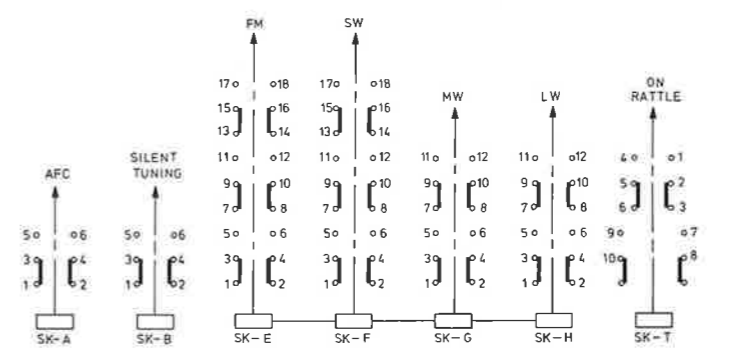 FM
SW
MW
LW
ON
RATTLE
AFC
SILENT
TUNING
17 18
15 16
13 14
11 12
9 10
7 8
5 6
3 4
1 2
17 18
15 16
13 14
11 12
9 10
7 8
5 6
3 4
1 2
11 12
9 10
7 8
5 6
3 4
1 2
11 12
9 10
7 8
5 6
3 4
1 2
4 1
5 2
6 3
9 7
10 8
5 6
3 4
1 2
5 6
3 4
1 2
SK-A
SK-B
SK-E
SK-F
SK-G
SK-H
SK-T